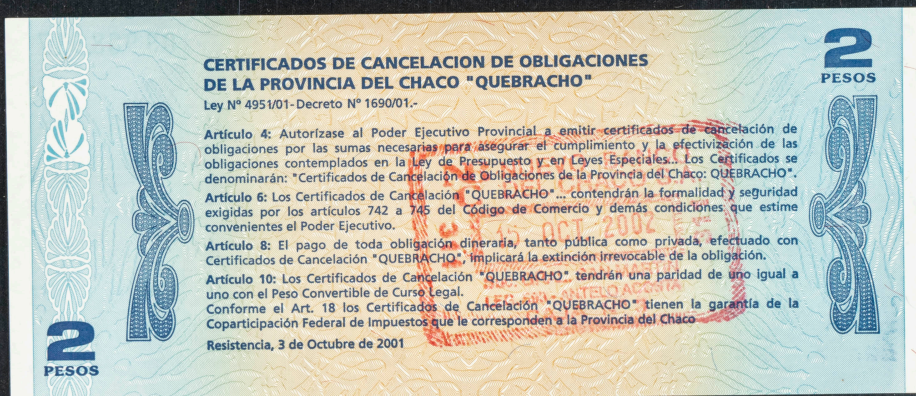 CERTIFICADOS DE CANCELACION DE OBLIGACIONES
DE LA PROVINCIA DEL CHACO "QUEBRACHO"
Ley Nº 4951/01-Decreto Nº 1690/01.-
2
PESOS
Artículo 4: Autorízase al Poder Ejecutivo Provincial a emitir certificados de cancelación de
obligaciones por las sumas necesarias para asegurar el cumplimiento y la efectivización de las
obligaciones contemplados en la Ley de Presupuesto y en Leyes Especiales... Los Certificados se
denominarán: "Certificados de Cancelación de Obligaciones de la Provincia del Chaco: QUEBRACHO".
Artículo 6: Los Certificados de Cancelación "QUEBRACHO"... contendrán la formalidad y seguridad
exigidas por los artículos 742 a 745 del Código de Comercio y demás condiciones que estime
convenientes el Poder Ejecutivo.
Artículo 8: El pago de toda obligación dineraria, tanto pública como privada, efectuado con
Certificados de Cancelación "QUEBRACHO", implicará la extinción irrevocable de la obligación.
Artículo 10: Los Certificados de Cancelación "QUEBRACHO" tendrán una paridad de uno igual a
uno con el Peso Convertible de Curso Legal.
Conforme el Art. 18 los Certificados de Cancelación "QUEBRACHO" tienen la garantía de la
Coparticipación Federal de Impuestos que le corresponden a la Provincia del Chaco
Resistencia, 3 de Octubre de 2001
2
PESOS
15 OCT 2002